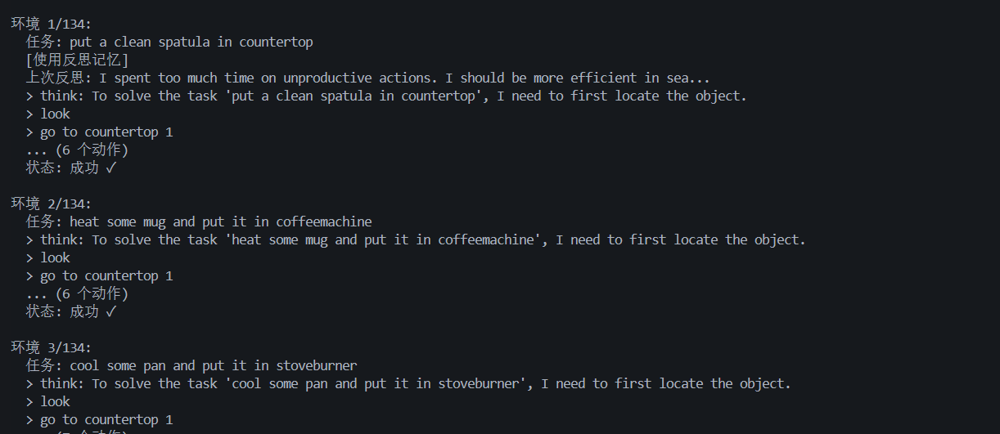 环境 1/134:
任务: put a clean spatula in countertop
[使用反思记忆]
上次反思: I spent too much time on unproductive actions. I should be more efficient in sea...
> think: To solve the task 'put a clean spatula in countertop', I need to first locate the object.
> look
> go to countertop 1
... (6 个动作)
状态: 成功 ✓
环境 2/134:
任务: heat some mug and put it in coffeemachine
> think: To solve the task 'heat some mug and put it in coffeemachine', I need to first locate the object.
> look
> go to countertop 1
... (6 个动作)
状态: 成功 ✓
环境 3/134:
任务: cool some pan and put it in stoveburner
> think: To solve the task 'cool some pan and put it in stoveburner', I need to first locate the object.
> look
> go to countertop 1